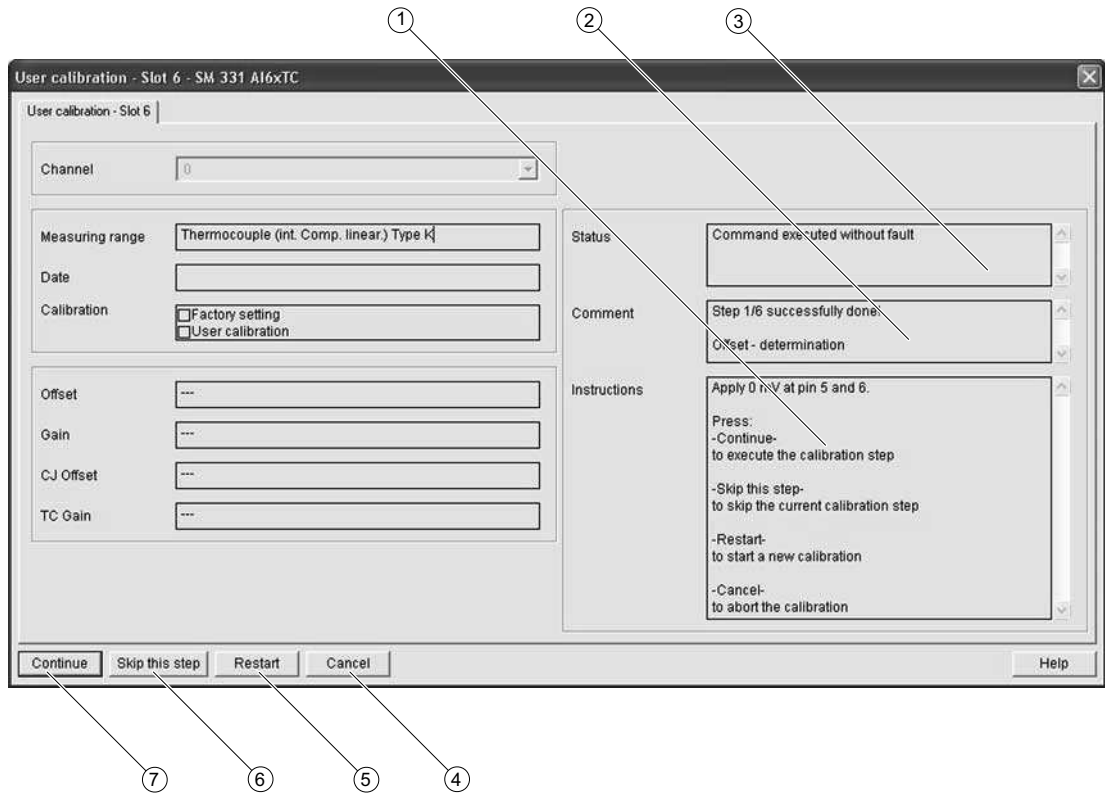 ① ② ③
User calibration - Slot 6 - SM 331 AI6xTC
User calibration - Slot 6
Channel 0
Measuring range Thermocouple (int. Comp. linear.) Type K
Date
Calibration Factory setting
User calibration
Offset ---
Gain ---
CJ Offset ---
TC Gain ---
Status Command executed without fault
Comment Step 1/6 successfully done!
Offset - determination
Instructions Apply 0 mV at pin 5 and 6.
Press:
-Continue-
to execute the calibration step
-Skip this step-
to skip the current calibration step
-Restart-
to start a new calibration
-Cancel-
to abort the calibration
Continue Skip this step Restart Cancel Help
⑦ ⑥ ⑤ ④